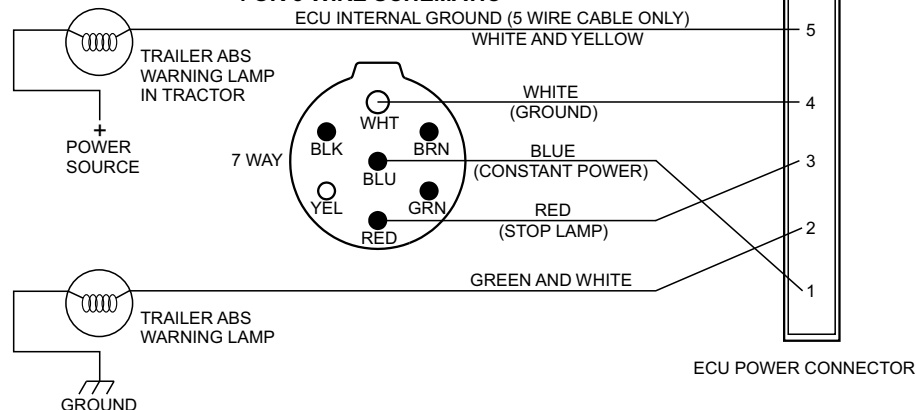 ECU INTERNAL GROUND (5 WIRE CABLE ONLY)
WHITE AND YELLOW
5
TRAILER ABS
WARNING LAMP
IN TRACTOR
+
POWER
SOURCE
WHITE
(GROUND)
4
7 WAY
WHT
BLK
BRN
BLU
YEL
GRN
RED
BLUE
(CONSTANT POWER)
3
RED
(STOP LAMP)
2
GREEN AND WHITE
1
TRAILER ABS
WARNING LAMP
GROUND
ECU POWER CONNECTOR